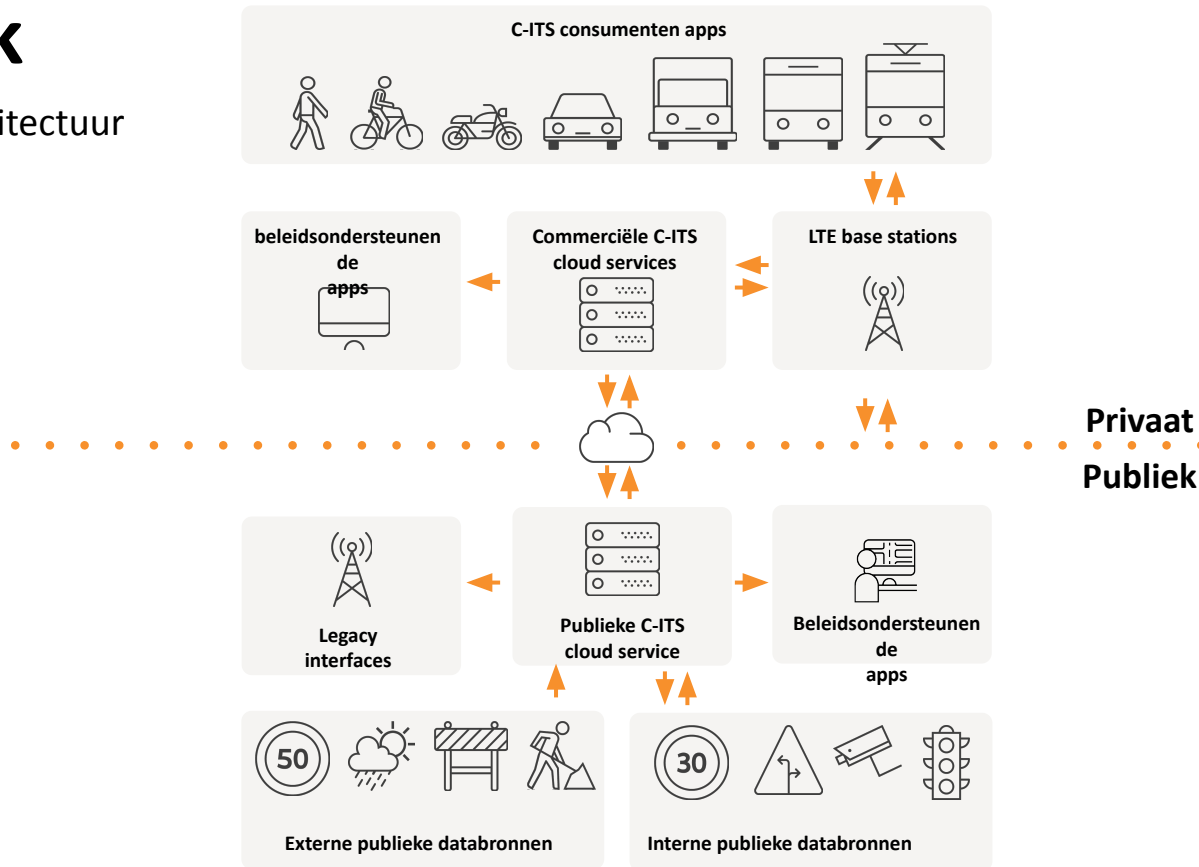 k
itectuur
C-ITS consumenten apps
beleidsondersteunen
de
apps
Commerciële C-ITS
cloud services
LTE base stations
Privaat
Publiek
Legacy
interfaces
Publieke C-ITS
cloud service
Beleidsondersteunen
de
apps
50
30
Externe publieke databronnen
Interne publieke databronnen